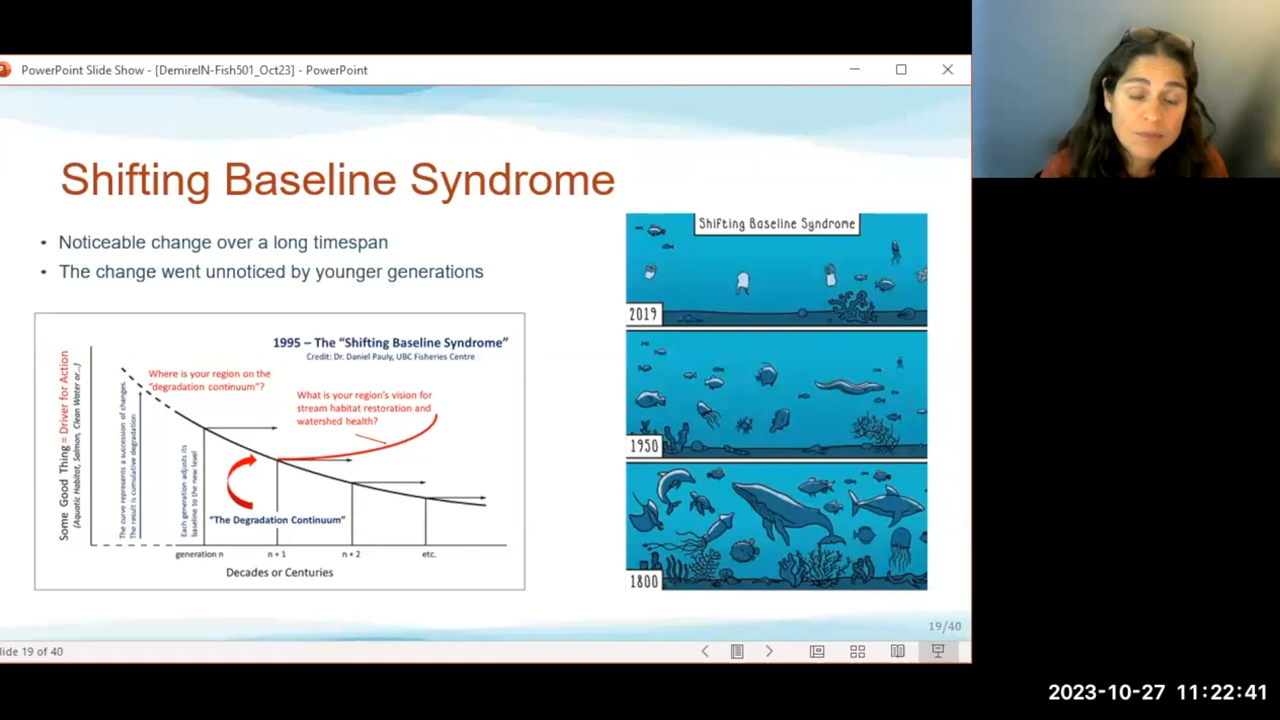 PowerPoint Slide Show - [DemirelN-Fish501_Oct23] - PowerPoint
Shifting Baseline Syndrome
• Noticeable change over a long timespan
• The change went unnoticed by younger generations
1995 – The “Shifting Baseline Syndrome”
Credit: Dr. Daniel Pauly, UBC Fisheries Centre
Where is your region on the
“degradation continuum”?
What is your region's vision for
stream habitat restoration and
watershed health?
Some Good Thing = Driver for Action
(Aquatic Habitat, Salmon, Clean Water or...)
The curve represents a succession of changes.
The result is cumulative degradation
Each generation adjusts its
baseline to the new level
“The Degradation Continuum”
generation n
n + 1
n + 2
etc.
Decades or Centuries
Shifting Baseline Syndrome
2019
1950
1800
19/40
lide 19 of 40
2023-10-27 11:22:41